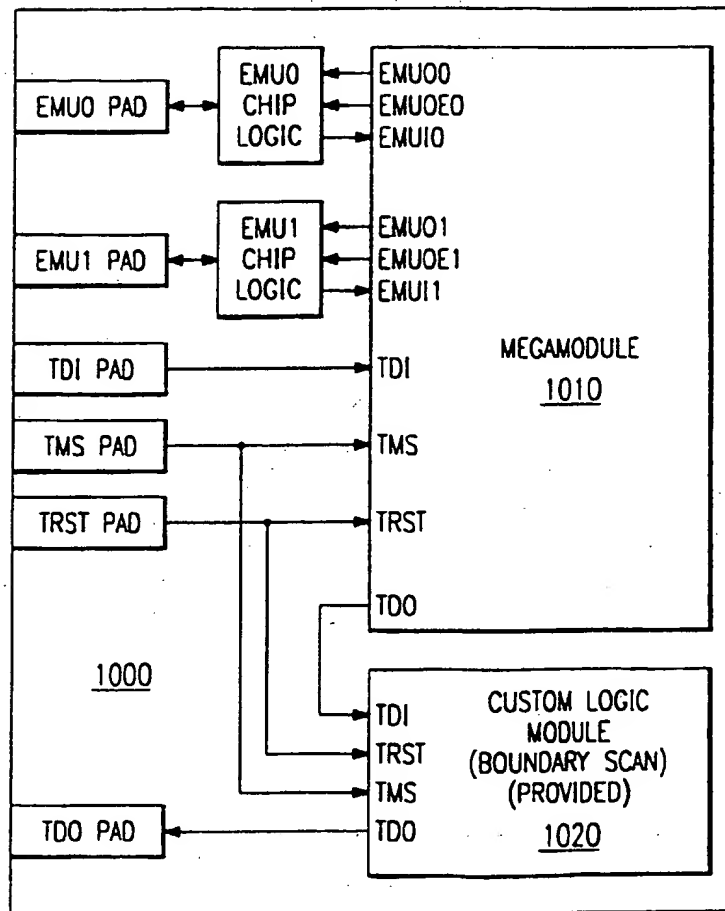 EMU0 PAD
EMU0
CHIP
LOGIC
EMUO0
EMUOE0
EMUI0
EMU1 PAD
EMU1
CHIP
LOGIC
EMUO1
EMUOE1
EMUI1
MEGAMODULE
1010
TDI PAD
TDI
TMS PAD
TMS
TRST PAD
TRST
TDO
1000
TDI
TRST
TMS
TDO
CUSTOM LOGIC
MODULE
(BOUNDARY SCAN)
(PROVIDED)
1020
TDO PAD